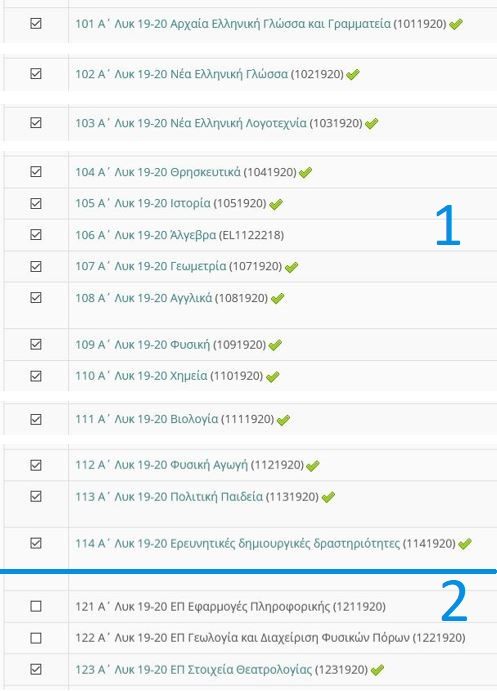 101 Α΄ Λυκ 19-20 Αρχαία Ελληνική Γλώσσα και Γραμματεία (1011920)
102 Α΄ Λυκ 19-20 Νέα Ελληνική Γλώσσα (1021920)
103 Α΄ Λυκ 19-20 Νέα Ελληνική Λογοτεχνία (1031920)
104 Α΄ Λυκ 19-20 Θρησκευτικά (1041920)
105 Α΄ Λυκ 19-20 Ιστορία (1051920)
1
106 Α΄ Λυκ 19-20 Άλγεβρα (EL1122218)
107 Α΄ Λυκ 19-20 Γεωμετρία (1071920)
108 Α΄ Λυκ 19-20 Αγγλικά (1081920)
109 Α΄ Λυκ 19-20 Φυσική (1091920)
110 Α΄ Λυκ 19-20 Χημεία (1101920)
111 Α΄ Λυκ 19-20 Βιολογία (1111920)
112 Α΄ Λυκ 19-20 Φυσική Αγωγή (1121920)
113 Α΄ Λυκ 19-20 Πολιτική Παιδεία (1131920)
114 Α΄ Λυκ 19-20 Ερευνητικές δημιουργικές δραστηριότητες (1141920)
2
121 Α΄ Λυκ 19-20 ΕΠ Εφαρμογές Πληροφορικής (1211920)
122 Α΄ Λυκ 19-20 ΕΠ Γεωλογία και Διαχείριση Φυσικών Πόρων (1221920)
123 Α΄ Λυκ 19-20 ΕΠ Στοιχεία Θεατρολογίας (1231920)